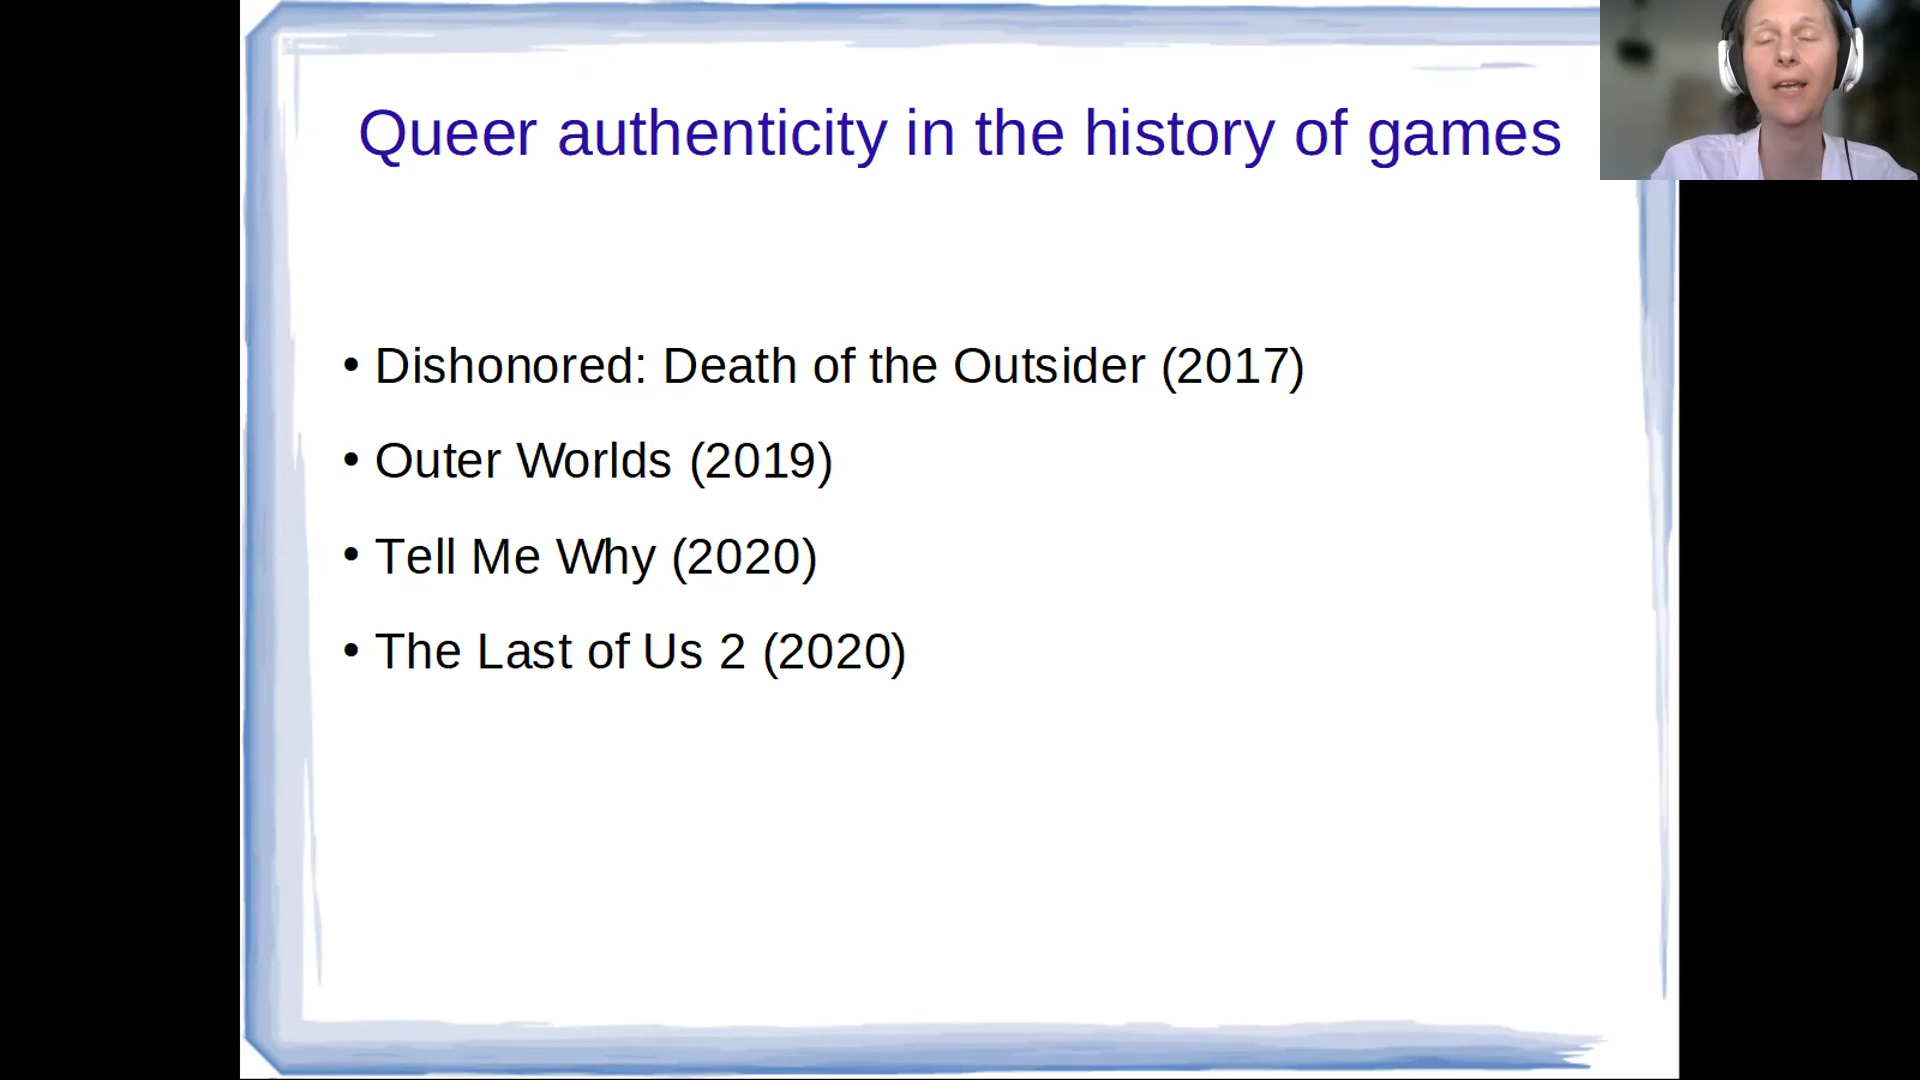 Queer authenticity in the history of games
• Dishonored: Death of the Outsider (2017)
• Outer Worlds (2019)
• Tell Me Why (2020)
• The Last of Us 2 (2020)